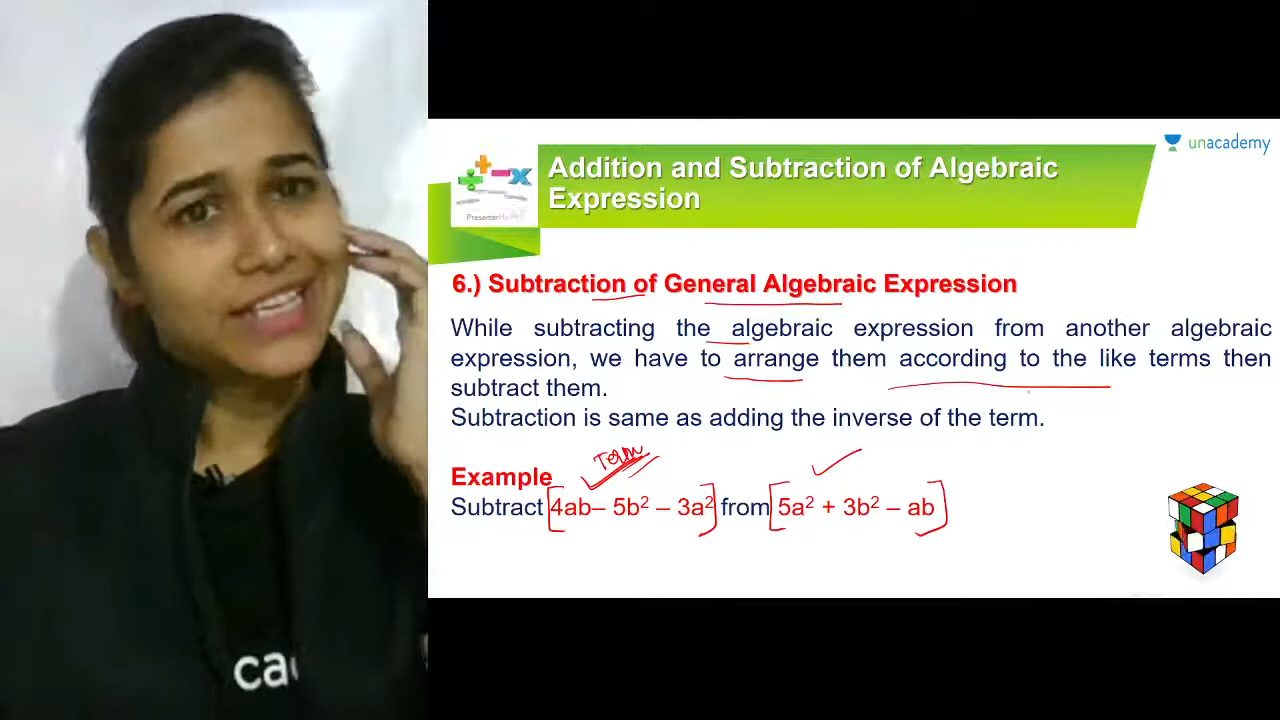 unacademy
Addition and Subtraction of Algebraic
Expression
PresenterMedia
6.) Subtraction of General Algebraic Expression
While subtracting the algebraic expression from another algebraic
expression, we have to arrange them according to the like terms then
subtract them.
Subtraction is same as adding the inverse of the term.
Term
Example
Subtract [4ab– 5b² – 3a²] from [5a² + 3b² – ab]